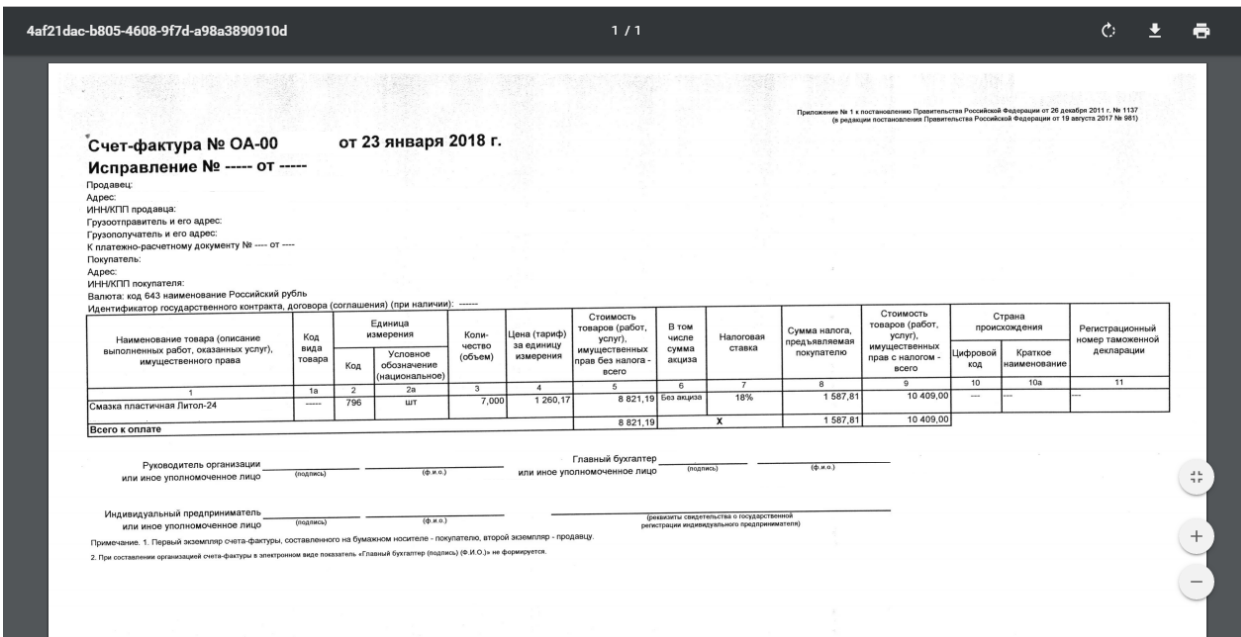 4af21dac-b805-4608-9f7d-a98a3890910d
1 / 1
Приложение № 1 к постановлению Правительства Российской Федерации от 26 декабря 2011 г. № 1137
(в редакции постановления Правительства Российской Федерации от 19 августа 2017 № 981)
Счет-фактура № ОА-00 от 23 января 2018 г.
Исправление № ----- от -----
Продавец:
Адрес:
ИНН/КПП продавца:
Грузоотправитель и его адрес:
Грузополучатель и его адрес:
К платежно-расчетному документу № ---- от ----
Покупатель:
Адрес:
ИНН/КПП покупателя:
Валюта: код 643 наименование Российский рубль
Идентификатор государственного контракта, договора (соглашения) (при наличии): ------
Наименование товара (описание
выполненных работ, оказанных услуг),
имущественного права
Код
вида
товара
Единица
измерения
Код
Условное
обозначение
(национальное)
Коли-
чество
(объем)
Цена (тариф)
за единицу
измерения
Стоимость
товаров (работ,
услуг),
имущественных
прав без налога -
всего
В том
числе
сумма
акциза
Налоговая
ставка
Сумма налога,
предъявляемая
покупателю
Стоимость
товаров (работ,
услуг),
имущественных
прав с налогом -
всего
Страна
происхождения
Цифровой
код
Краткое
наименование
Регистрационный
номер таможенной
декларации
1 1а 2 2а 3 4 5 6 7 8 9 10 10а 11
Смазка пластичная Литол-24 ----- 796 шт 7,000 1 260,17 8 821,19 Без акциза 18% 1 587,81 10 409,00 --- --- ---
Всего к оплате 8 821,19 X 1 587,81 10 409,00
Руководитель организации
или иное уполномоченное лицо
(подпись) (ф.и.о.)
Главный бухгалтер
или иное уполномоченное лицо
(подпись) (ф.и.о.)
Индивидуальный предприниматель
или иное уполномоченное лицо
(подпись) (ф.и.о.)
(реквизиты свидетельства о государственной
регистрации индивидуального предпринимателя)
Примечание. 1. Первый экземпляр счета-фактуры, составленного на бумажном носителе - покупателю, второй экземпляр - продавцу.
2. При составлении организацией счета-фактуры в электронном виде показатель «Главный бухгалтер (подпись) (Ф.И.О.)» не формируется.